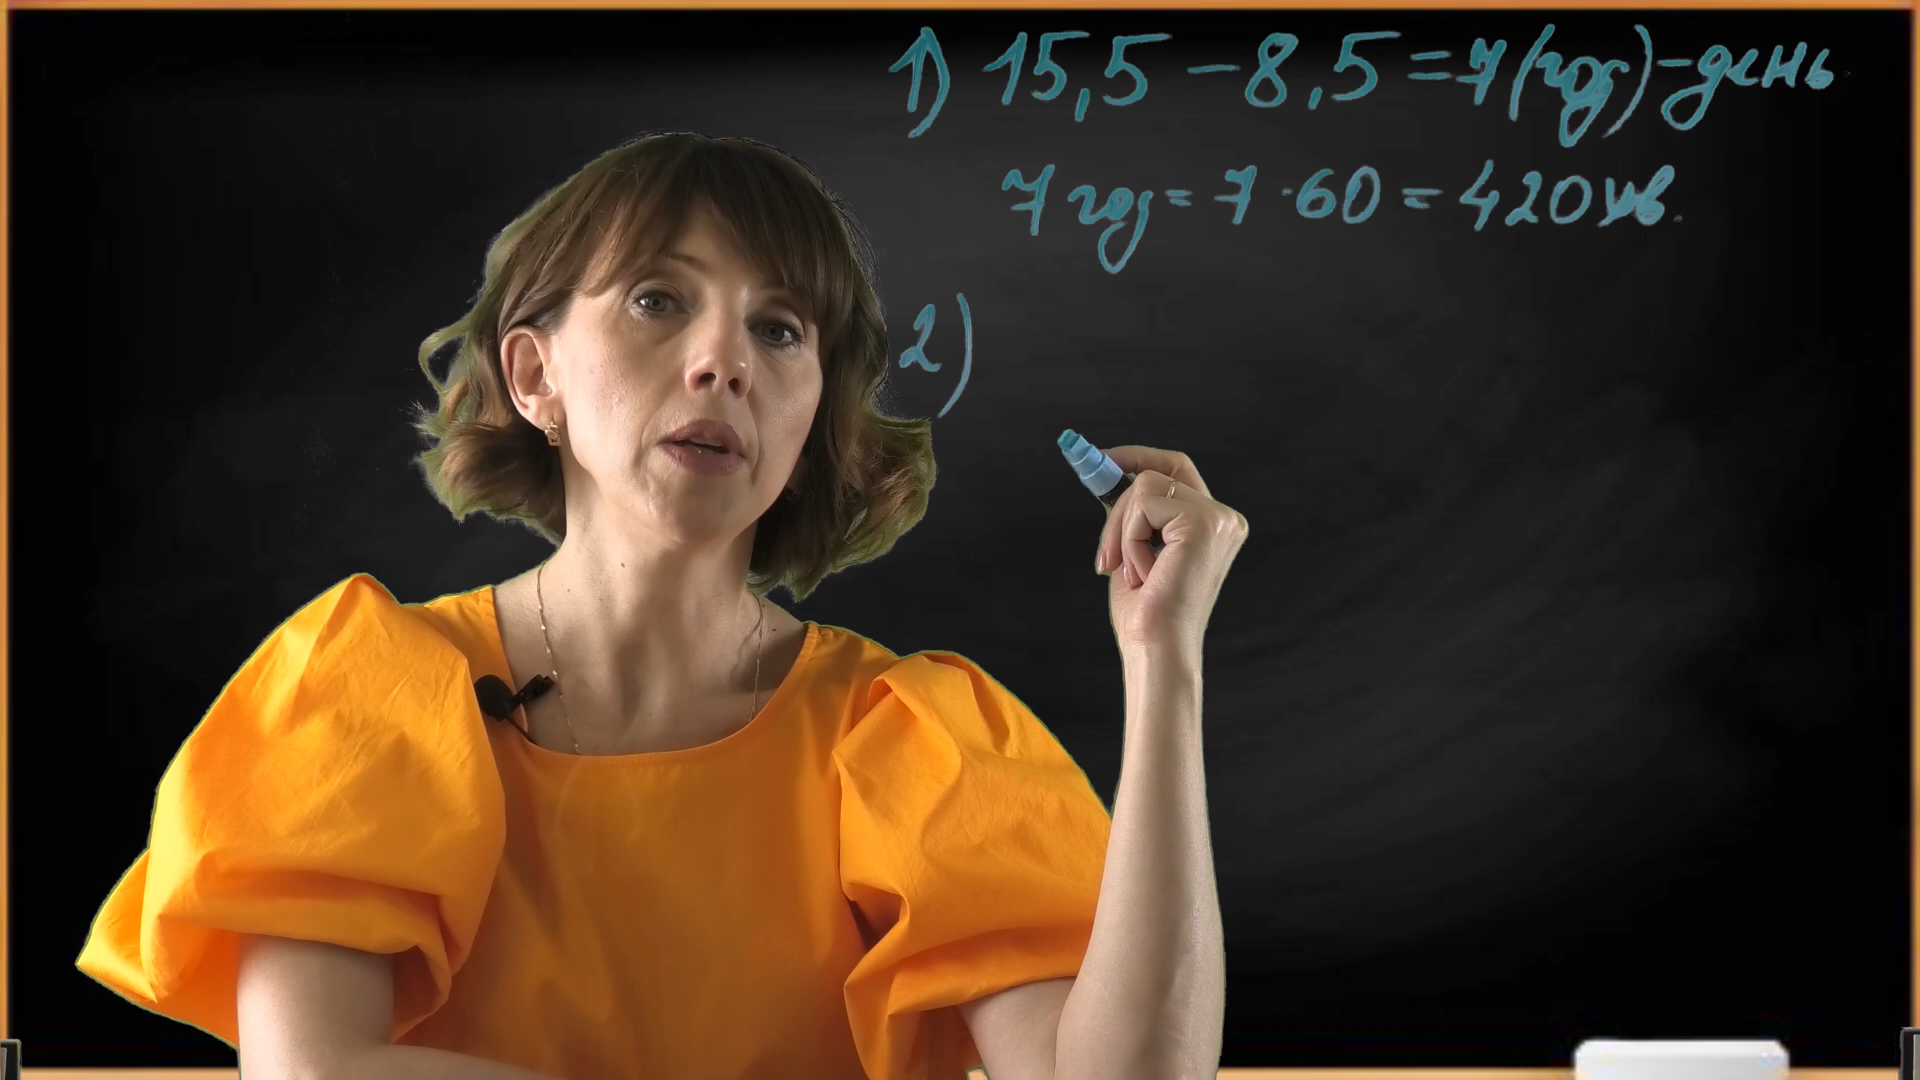 1) 15,5 - 8,5 = 7 (год) - день
7 год = 7 · 60 = 420 хв.
2)